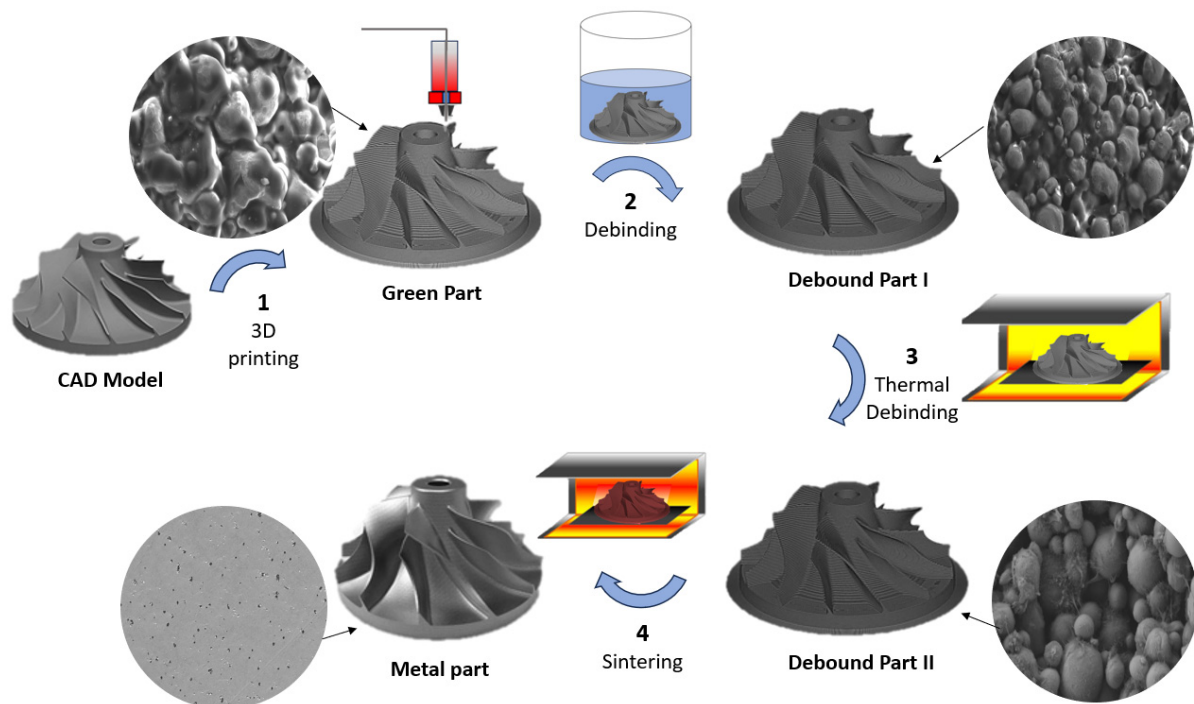 CAD Model
1
3D
printing
Green Part
2
Debinding
Debound Part I
3
Thermal
Debinding
Debound Part II
4
Sintering
Metal part